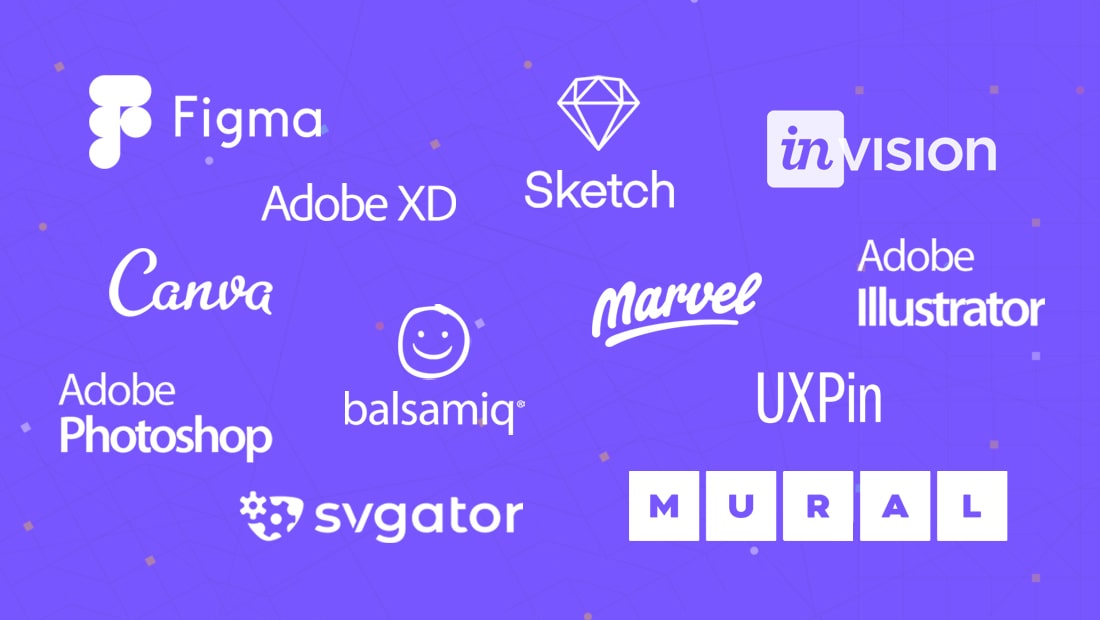 Figma
Adobe XD
Sketch
invision
Canva
balsamiq®
Marvel
Adobe
Illustrator
Adobe
Photoshop
UXPin
svgator
MURAL